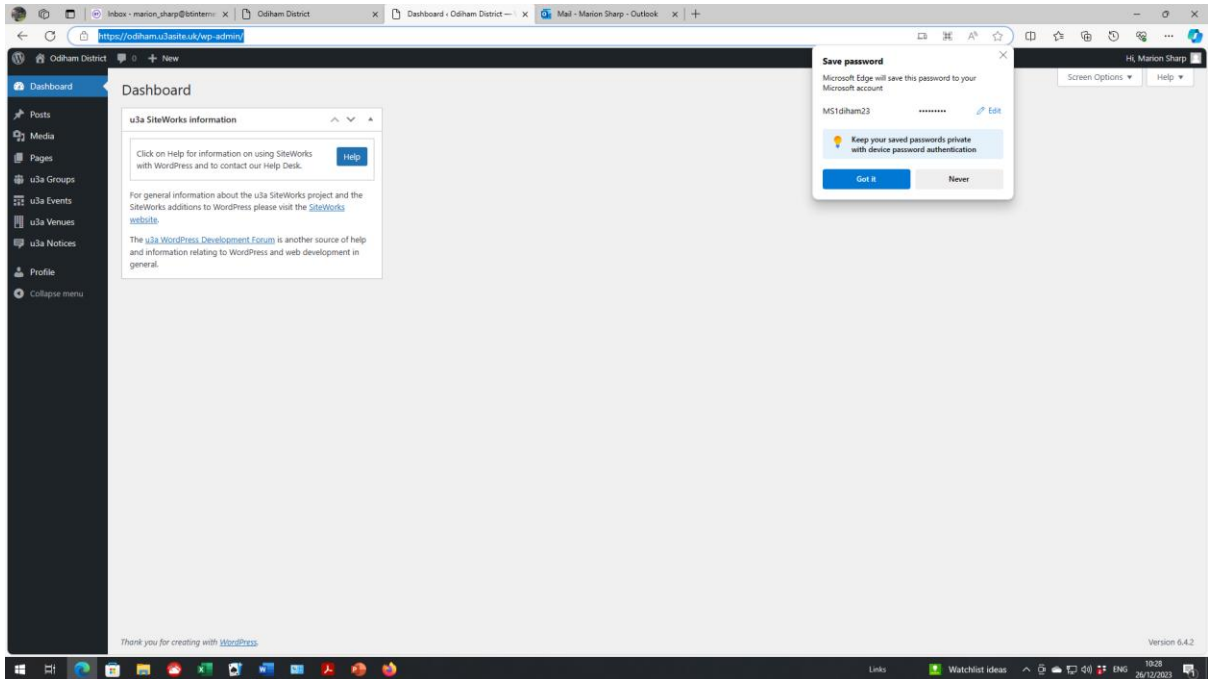 Inbox - marion_sharp@btinterne
Odiham District
Dashboard ‹ Odiham District —
Mail - Marion Sharp - Outlook
https://odiham.u3asite.uk/wp-admin/
Odiham District 0 + New
Hi, Marion Sharp
Save password
Microsoft Edge will save this password to your
Microsoft account
MS1diham23 ••••••••• Edit
Keep your saved passwords private
with device password authentication
Got it Never
Screen Options ▼ Help ▼
Dashboard
Posts
Media
Pages
u3a Groups
u3a Events
u3a Venues
u3a Notices
Profile
Collapse menu
Dashboard
u3a SiteWorks information
Click on Help for information on using SiteWorks
with WordPress and to contact our Help Desk.
Help
For general information about the u3a SiteWorks project and the
SiteWorks additions to WordPress please visit the SiteWorks
website.
The u3a WordPress Development Forum is another source of help
and information relating to WordPress and web development in
general.
Thank you for creating with WordPress.
Version 6.4.2
Links Watchlist ideas ENG
10:28
26/12/2023